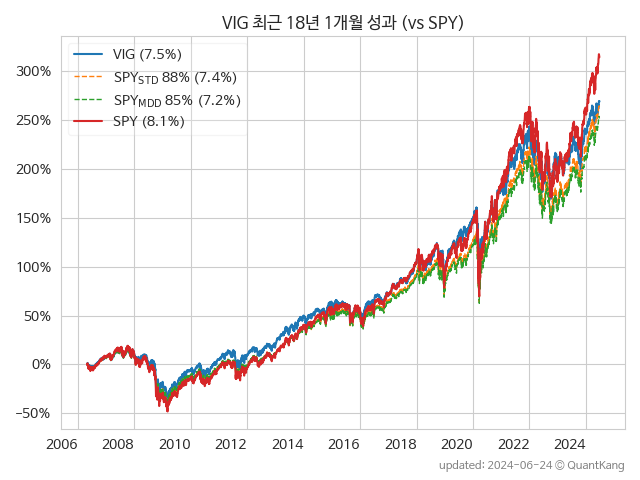 VIG 최근 18년 1개월 성과 (vs SPY)
VIG (7.5%)
SPY_STD 88% (7.4%)
SPY_MDD 85% (7.2%)
SPY (8.1%)
300%
250%
200%
150%
100%
50%
0%
−50%
2006 2008 2010 2012 2014 2016 2018 2020 2022 2024
updated: 2024-06-24 © QuantKang